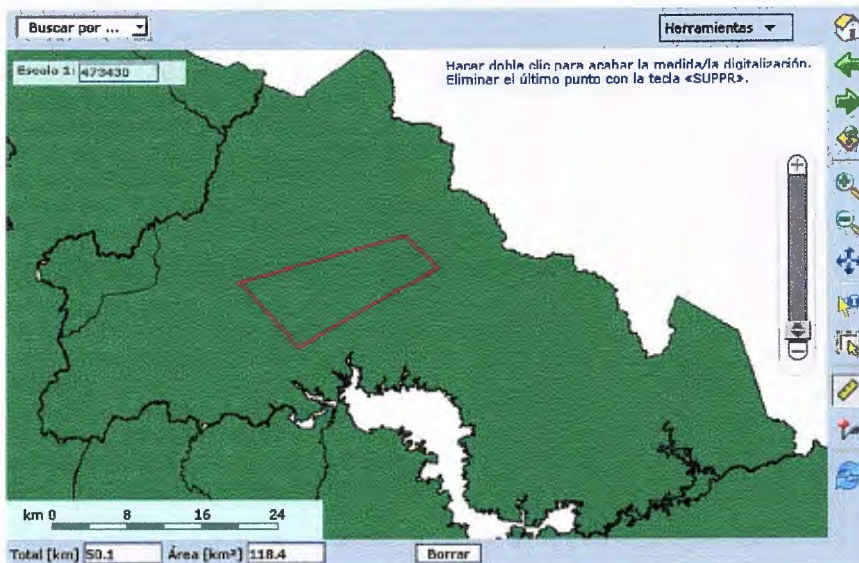 Buscar por ...
Herramientas
Escala 1: 473430
Hacer doble clic para acabar la medida/la digitalización.
Eliminar el último punto con la tecla «SUPPR».
km 0 8 16 24
Total [km] 50.1 Área [km²] 118.4 Borrar